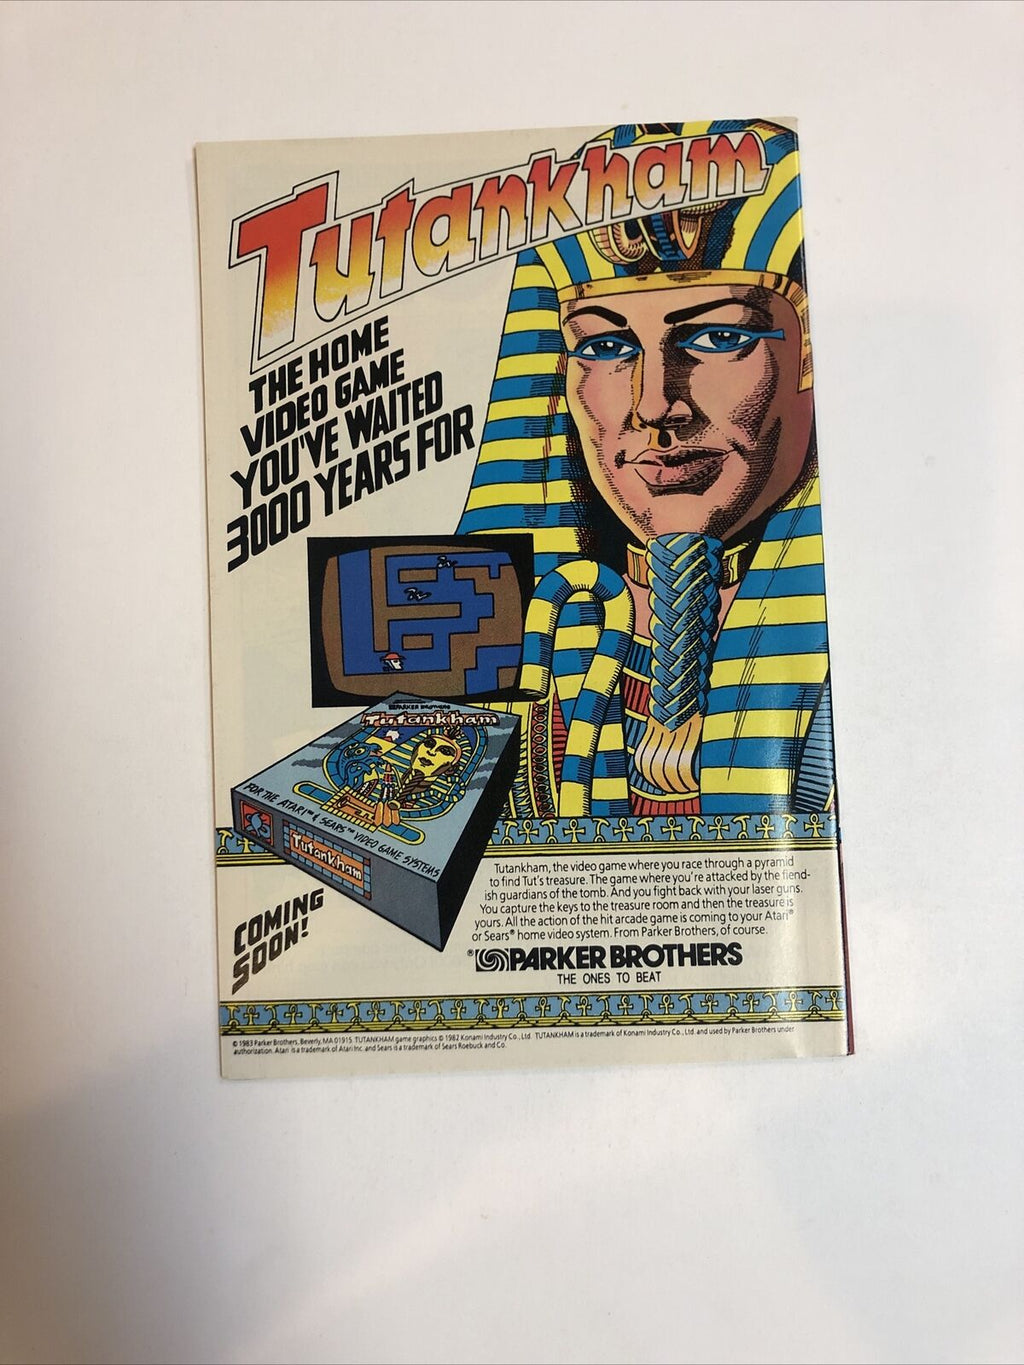 Tutankham
THE HOME
VIDEO GAME
YOU'VE WAITED
3000 YEARS FOR
PARKER BROTHERS
Tutankham
FOR THE ATARI™ & SEARS™ VIDEO GAME SYSTEMS
Tutankham
COMING
SOON!
Tutankham, the video game where you race through a pyramid
to find Tut's treasure. The game where you're attacked by the fiend-
ish guardians of the tomb. And you fight back with your laser guns.
You capture the keys to the treasure room and then the treasure is
yours. All the action of the hit arcade game is coming to your Atari®
or Sears® home video system. From Parker Brothers, of course.
® PARKER BROTHERS
THE ONES TO BEAT
© 1983 Parker Brothers, Beverly, MA 01915. TUTANKHAM game graphics © 1982 Konami Industry Co., Ltd. TUTANKHAM is a trademark of Konami Industry Co., Ltd. and used by Parker Brothers under
authorization. Atari is a trademark of Atari Inc. and Sears is a trademark of Sears Roebuck and Co.